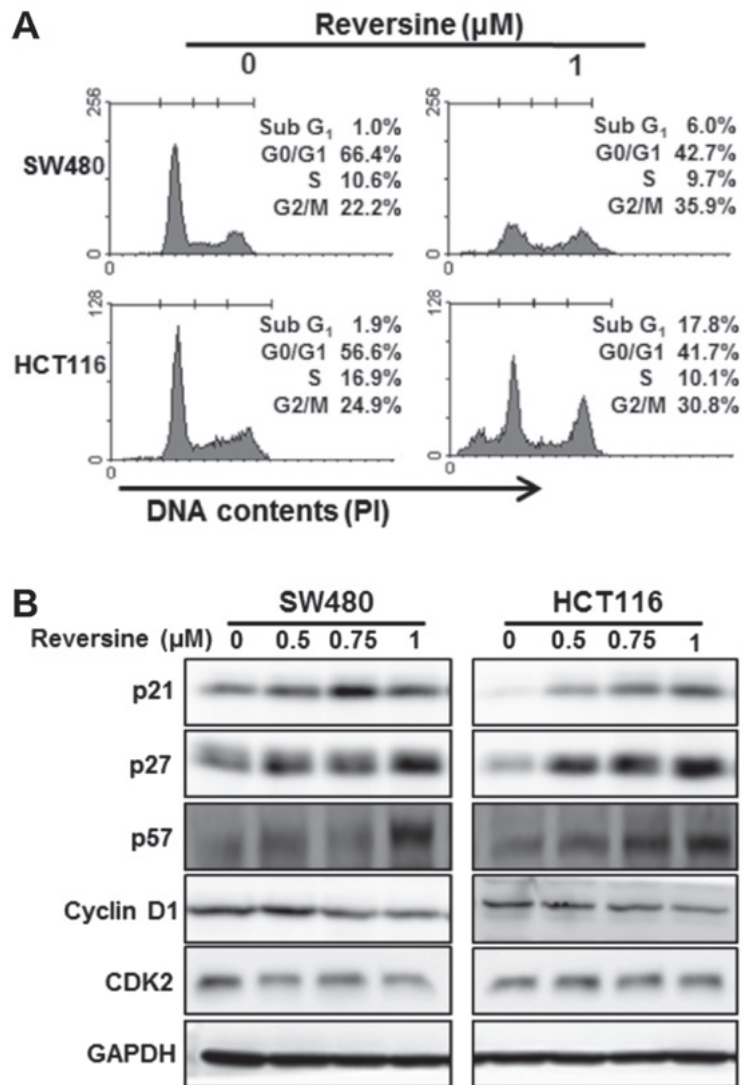 A
Reversine (μM)
0 1
256 256
SW480
Sub G₁ 1.0%
G0/G1 66.4%
S 10.6%
G2/M 22.2%
Sub G₁ 6.0%
G0/G1 42.7%
S 9.7%
G2/M 35.9%
0 0
0 0
128 128
HCT116
Sub G₁ 1.9%
G0/G1 56.6%
S 16.9%
G2/M 24.9%
Sub G₁ 17.8%
G0/G1 41.7%
S 10.1%
G2/M 30.8%
0 0
0 0
DNA contents (PI)
B
SW480 HCT116
Reversine (μM) 0 0.5 0.75 1 0 0.5 0.75 1
p21
p27
p57
Cyclin D1
CDK2
GAPDH